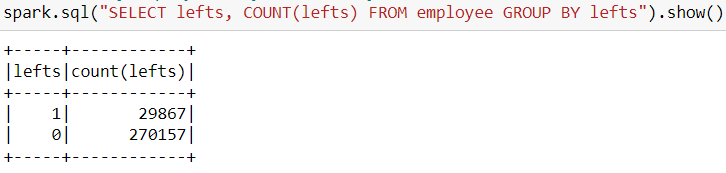 spark.sql("SELECT lefts, COUNT(lefts) FROM employee GROUP BY lefts").show()
+-----+------------+
|lefts|count(lefts)|
+-----+------------+
|    1|       29867|
|    0|      270157|
+-----+------------+